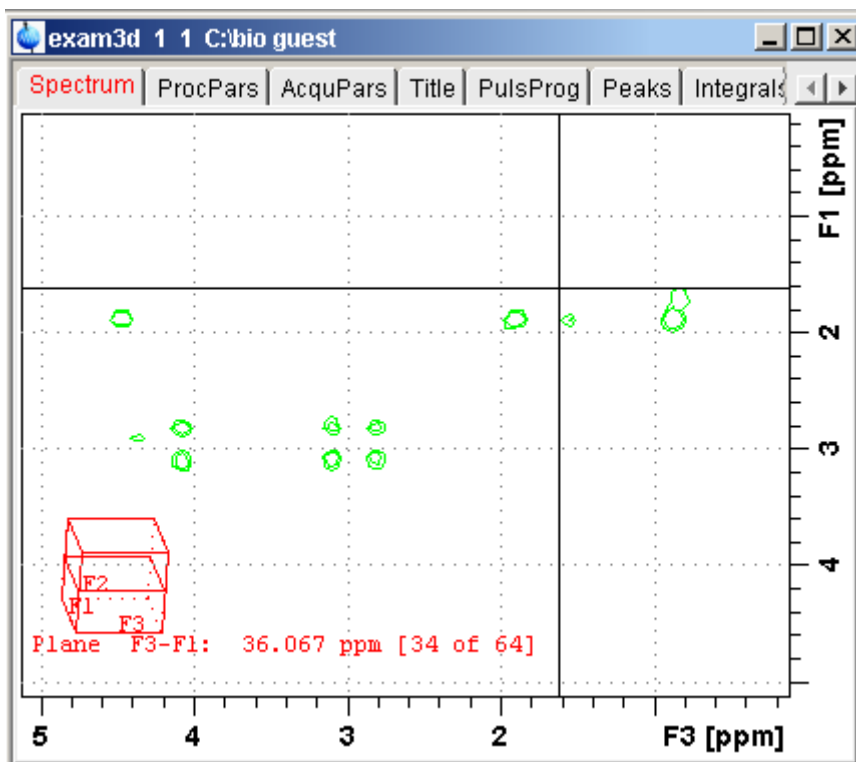 exam3d 1 1 C:\bio guest
Spectrum ProcPars AcquPars Title PulsProg Peaks Integrals
F1 [ppm]
2
3
4
F2
F1
F3
Plane F3-F1: 36.067 ppm [34 of 64]
5 4 3 2 F3 [ppm]